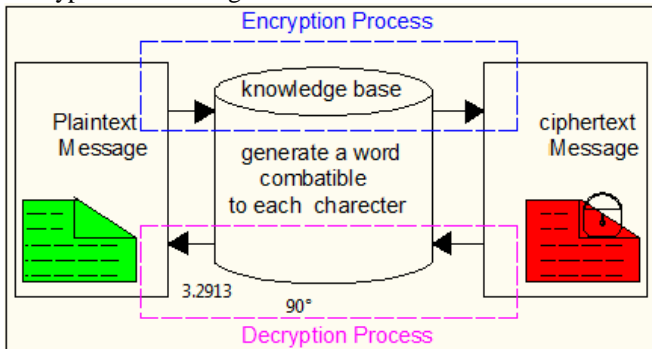 Encryption Process
knowledge base
Plaintext
Message
generate a word
combatible
to each charecter
ciphertext
Message
3.2913
90°
Decryption Process